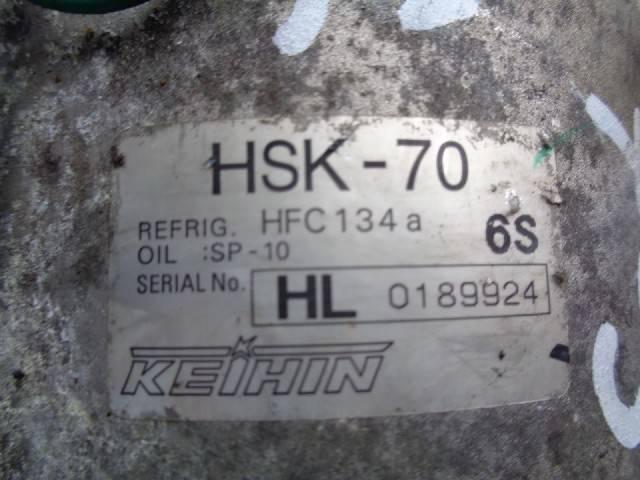 HSK-70
REFRIG. HFC134a
6S
OIL :SP-10
SERIAL No. HL 0189924
KEIHIN